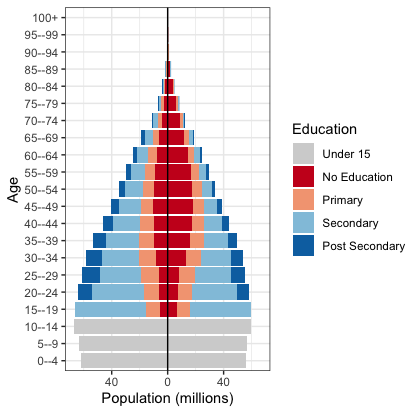 100+
95--99
90--94
85--89
80--84
75--79
70--74
65--69
60--64
55--59
50--54
45--49
40--44
35--39
30--34
25--29
20--24
15--19
10--14
5--9
0--4
Age
40 0 40
Population (millions)
Education
Under 15
No Education
Primary
Secondary
Post Secondary